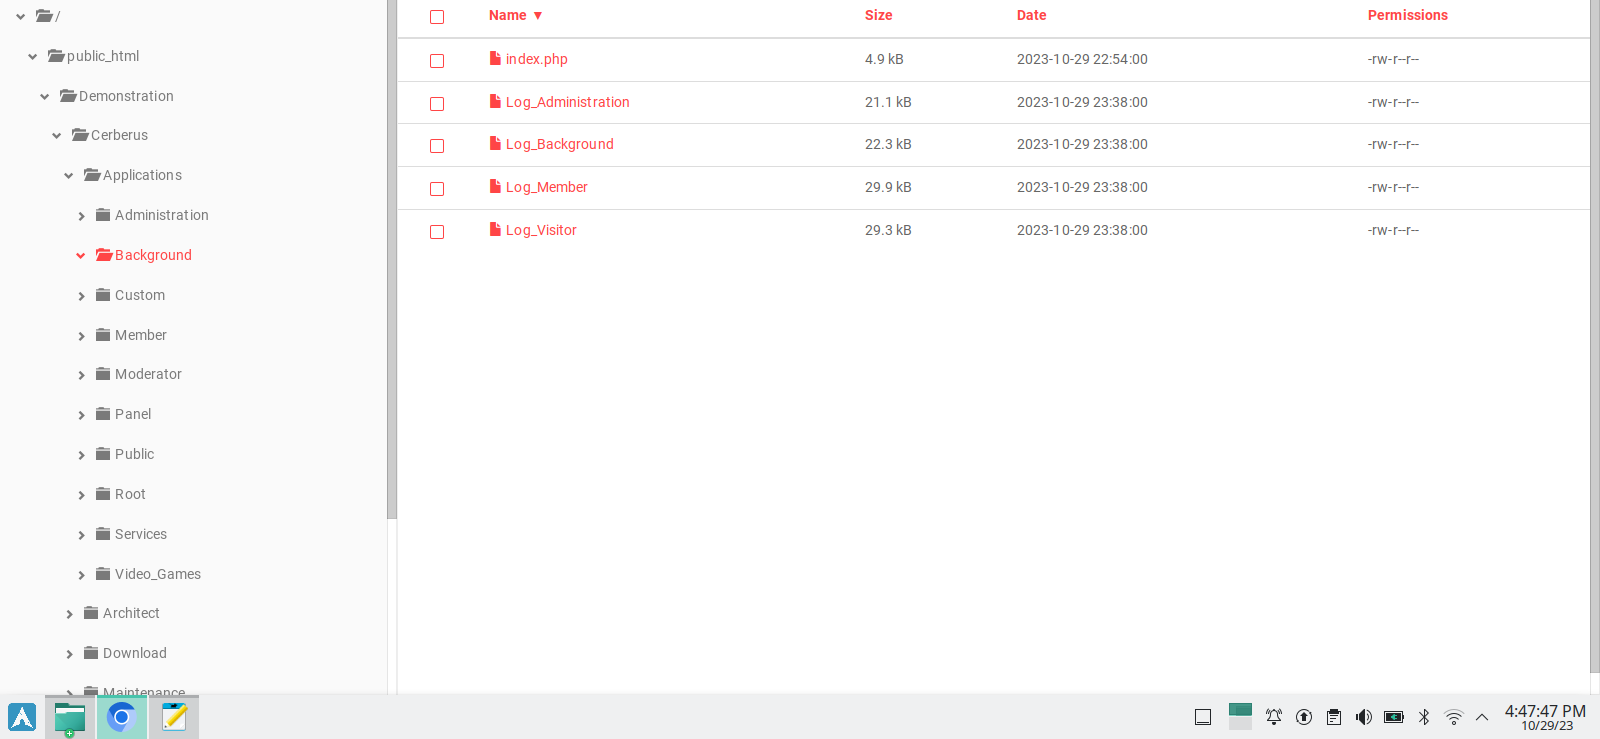 /
public_html
Demonstration
Cerberus
Applications
Administration
Background
Custom
Member
Moderator
Panel
Public
Root
Services
Video_Games
Architect
Download
Maintenance
Name ▼ Size Date Permissions
index.php 4.9 kB 2023-10-29 22:54:00 -rw-r--r--
Log_Administration 21.1 kB 2023-10-29 23:38:00 -rw-r--r--
Log_Background 22.3 kB 2023-10-29 23:38:00 -rw-r--r--
Log_Member 29.9 kB 2023-10-29 23:38:00 -rw-r--r--
Log_Visitor 29.3 kB 2023-10-29 23:38:00 -rw-r--r--
4:47:47 PM
10/29/23